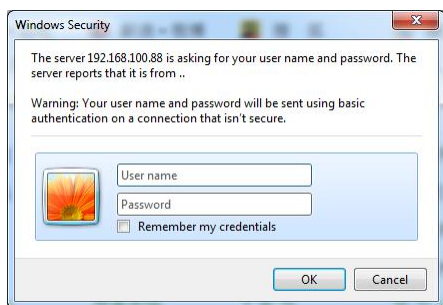 Windows Security
The server 192.168.100.88 is asking for your user name and password. The
server reports that it is from ..
Warning: Your user name and password will be sent using basic
authentication on a connection that isn't secure.
User name
Password
Remember my credentials
OK
Cancel